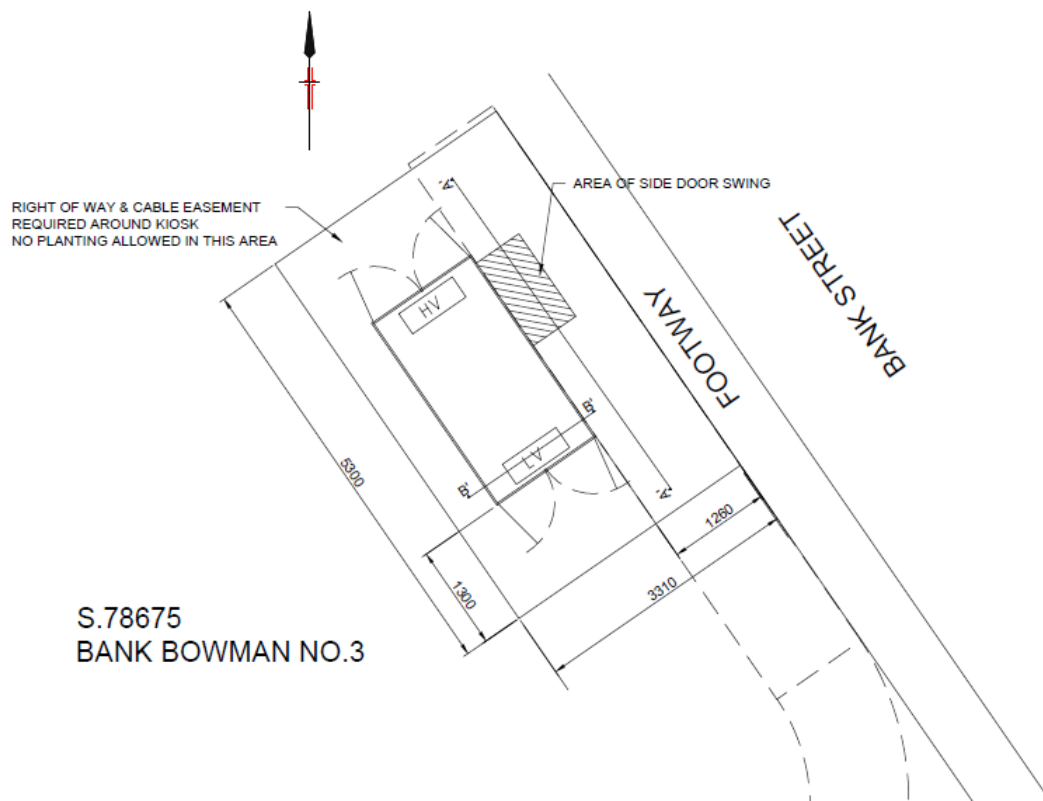 RIGHT OF WAY & CABLE EASEMENT
REQUIRED AROUND KIOSK
NO PLANTING ALLOWED IN THIS AREA
AREA OF SIDE DOOR SWING
A'
HV
BANK STREET
FOOTWAY
B'
LV
B'
A'
5300
1300
1260
3310
S.78675
BANK BOWMAN NO.3